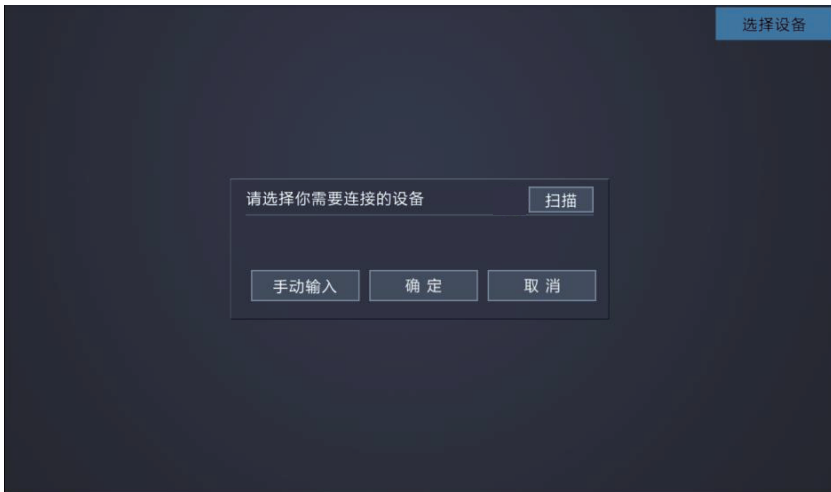 选择设备
请选择你需要连接的设备
扫描
手动输入
确定
取消